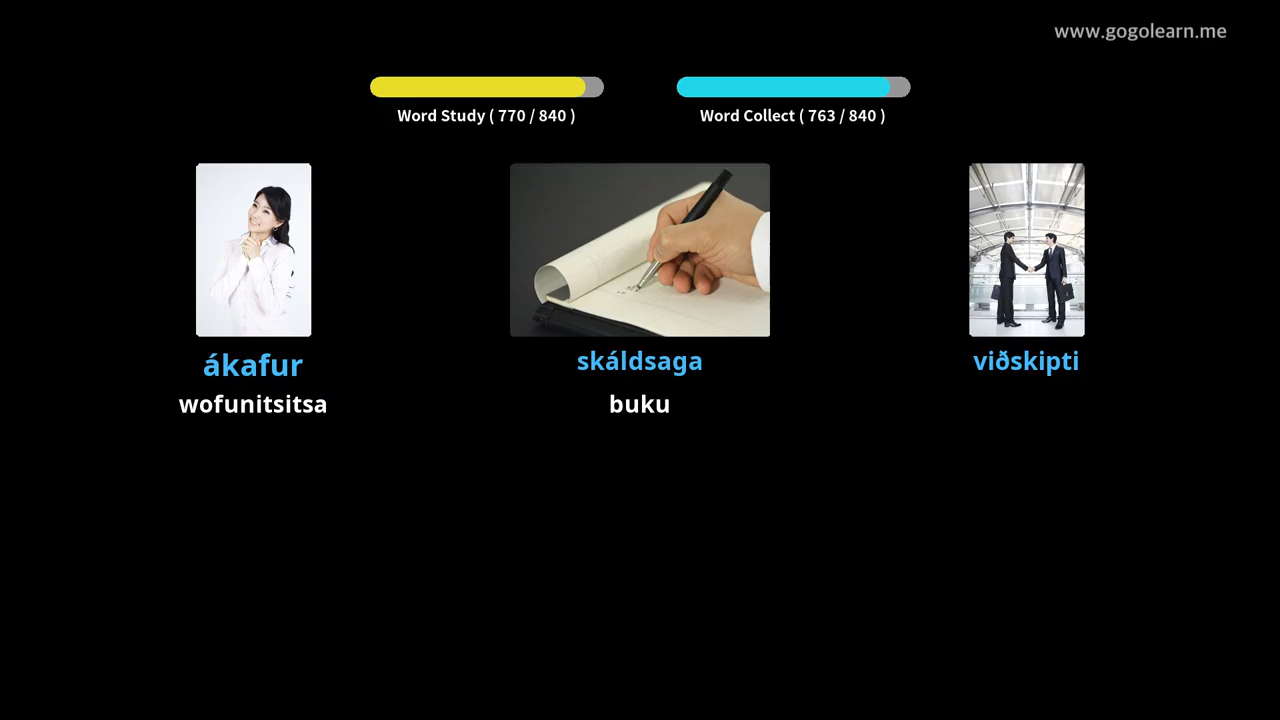 www.gogolearn.me
Word Study ( 770 / 840 )
Word Collect ( 763 / 840 )
ákafur
skáldsaga
viðskipti
wofunitsitsa
buku